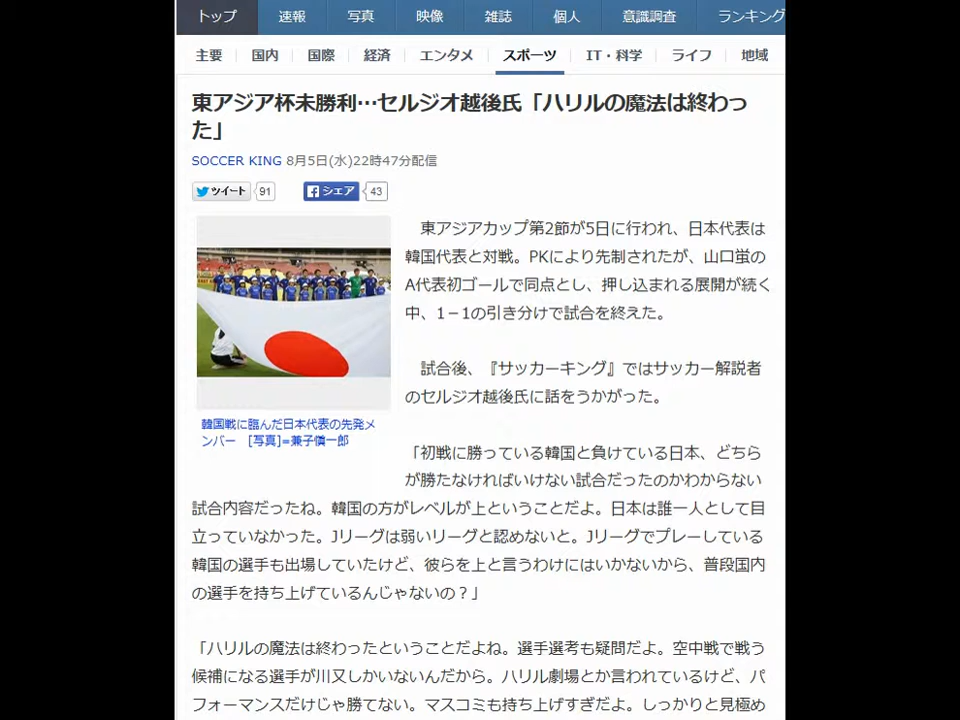 トップ 速報 写真 映像 雑誌 個人 意識調査 ランキング
主要 国内 国際 経済 エンタメ スポーツ IT・科学 ライフ 地域
東アジア杯未勝利…セルジオ越後氏「ハリルの魔法は終わっ
た」
SOCCER KING 8月5日(水)22時47分配信
ツイート 91 シェア 43
東アジアカップ第2節が5日に行われ、日本代表は
韓国代表と対戦。PKにより先制されたが、山口蛍の
A代表初ゴールで同点とし、押し込まれる展開が続く
中、1－1の引き分けで試合を終えた。
試合後、『サッカーキング』ではサッカー解説者
のセルジオ越後氏に話をうかがった。
韓国戦に臨んだ日本代表の先発メ
ンバー [写真]=兼子愼一郎
「初戦に勝っている韓国と負けている日本、どちら
が勝たなければいけない試合だったのかわからない
試合内容だったね。韓国の方がレベルが上ということだよ。日本は誰一人として目
立っていなかった。Jリーグは弱いリーグと認めないと。Jリーグでプレーしている
韓国の選手も出場していたけど、彼らを上と言うわけにはいかないから、普段国内
の選手を持ち上げているんじゃないの？」
「ハリルの魔法は終わったということだよね。選手選考も疑問だよ。空中戦で戦う
候補になる選手が川又しかいないんだから。ハリル劇場とか言われているけど、パ
フォーマンスだけじゃ勝てない。マスコミも持ち上げすぎだよ。しっかりと見極め